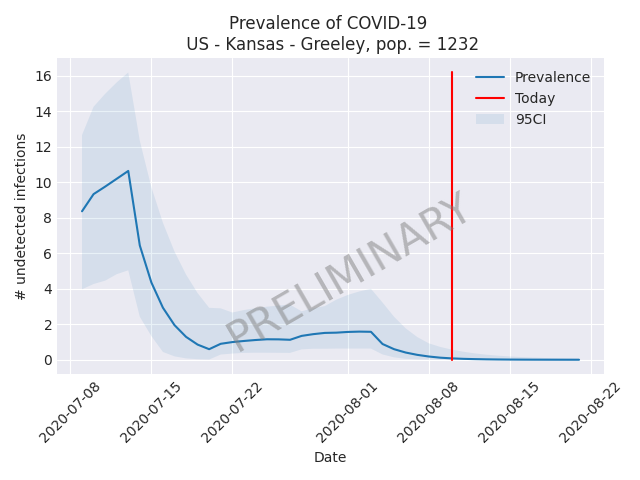 Prevalence of COVID-19
US - Kansas - Greeley, pop. = 1232
16
14
12
10
8
6
4
2
0
# undetected infections
Prevalence
Today
95CI
PRELIMINARY
2020-07-08
2020-07-15
2020-07-22
2020-08-01
2020-08-08
2020-08-15
2020-08-22
Date